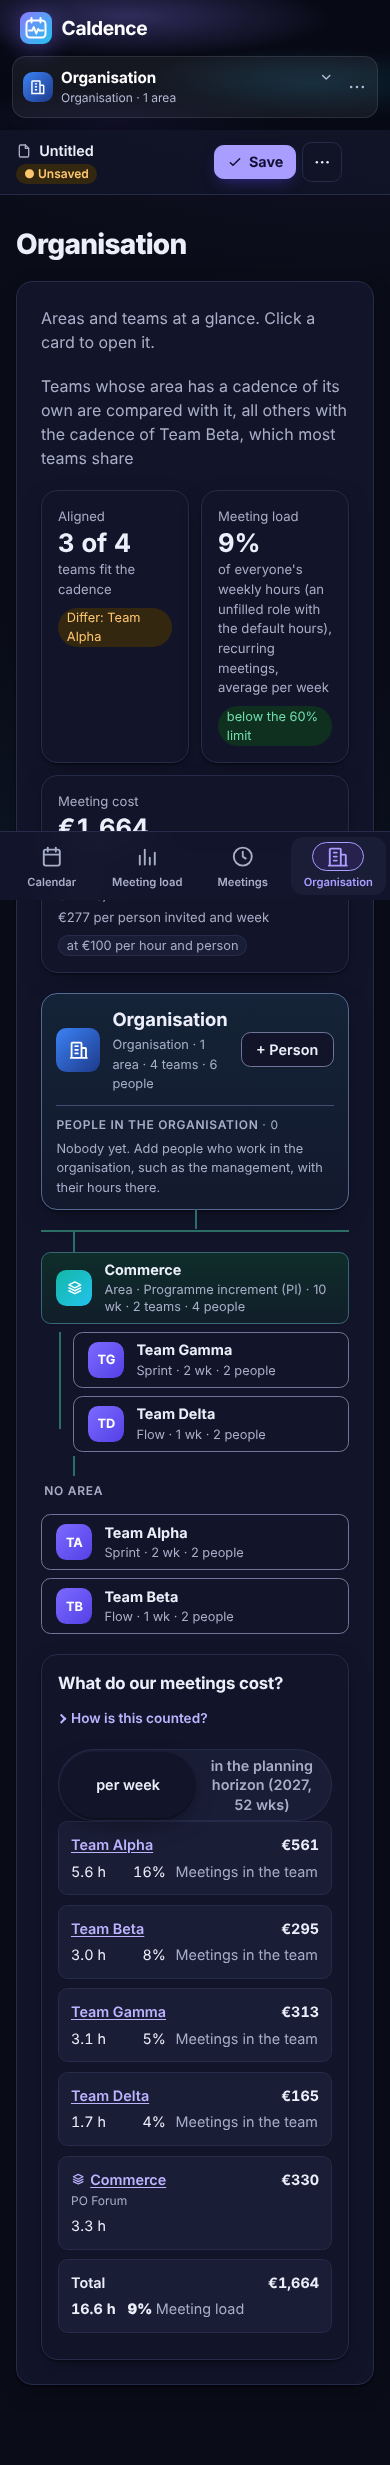 Caldence
Organisation
Organisation · 1 area
Untitled
Unsaved
Save
Organisation
Areas and teams at a glance. Click a
card to open it.
Teams whose area has a cadence of its
own are compared with it, all others with
the cadence of Team Beta, which most
teams share
Aligned
3 of 4
teams fit the
cadence
Differ: Team
Alpha
Meeting load
9%
of everyone's
weekly hours (an
unfilled role with
the default hours),
recurring
meetings,
average per week
below the 60%
limit
Meeting cost
€1,664
Calendar
Meeting load
Meetings
Organisation
€277 per person invited and week
at €100 per hour and person
Organisation
Organisation · 1
area · 4 teams · 6
people
+ Person
PEOPLE IN THE ORGANISATION · 0
Nobody yet. Add people who work in the
organisation, such as the management, with
their hours there.
Commerce
Area · Programme increment (PI) · 10
wk · 2 teams · 4 people
TG
Team Gamma
Sprint · 2 wk · 2 people
TD
Team Delta
Flow · 1 wk · 2 people
NO AREA
TA
Team Alpha
Sprint · 2 wk · 2 people
TB
Team Beta
Flow · 1 wk · 2 people
What do our meetings cost?
How is this counted?
per week
in the planning
horizon (2027,
52 wks)
Team Alpha €561
5.6 h 16% Meetings in the team
Team Beta €295
3.0 h 8% Meetings in the team
Team Gamma €313
3.1 h 5% Meetings in the team
Team Delta €165
1.7 h 4% Meetings in the team
Commerce €330
PO Forum
3.3 h
Total €1,664
16.6 h 9% Meeting load